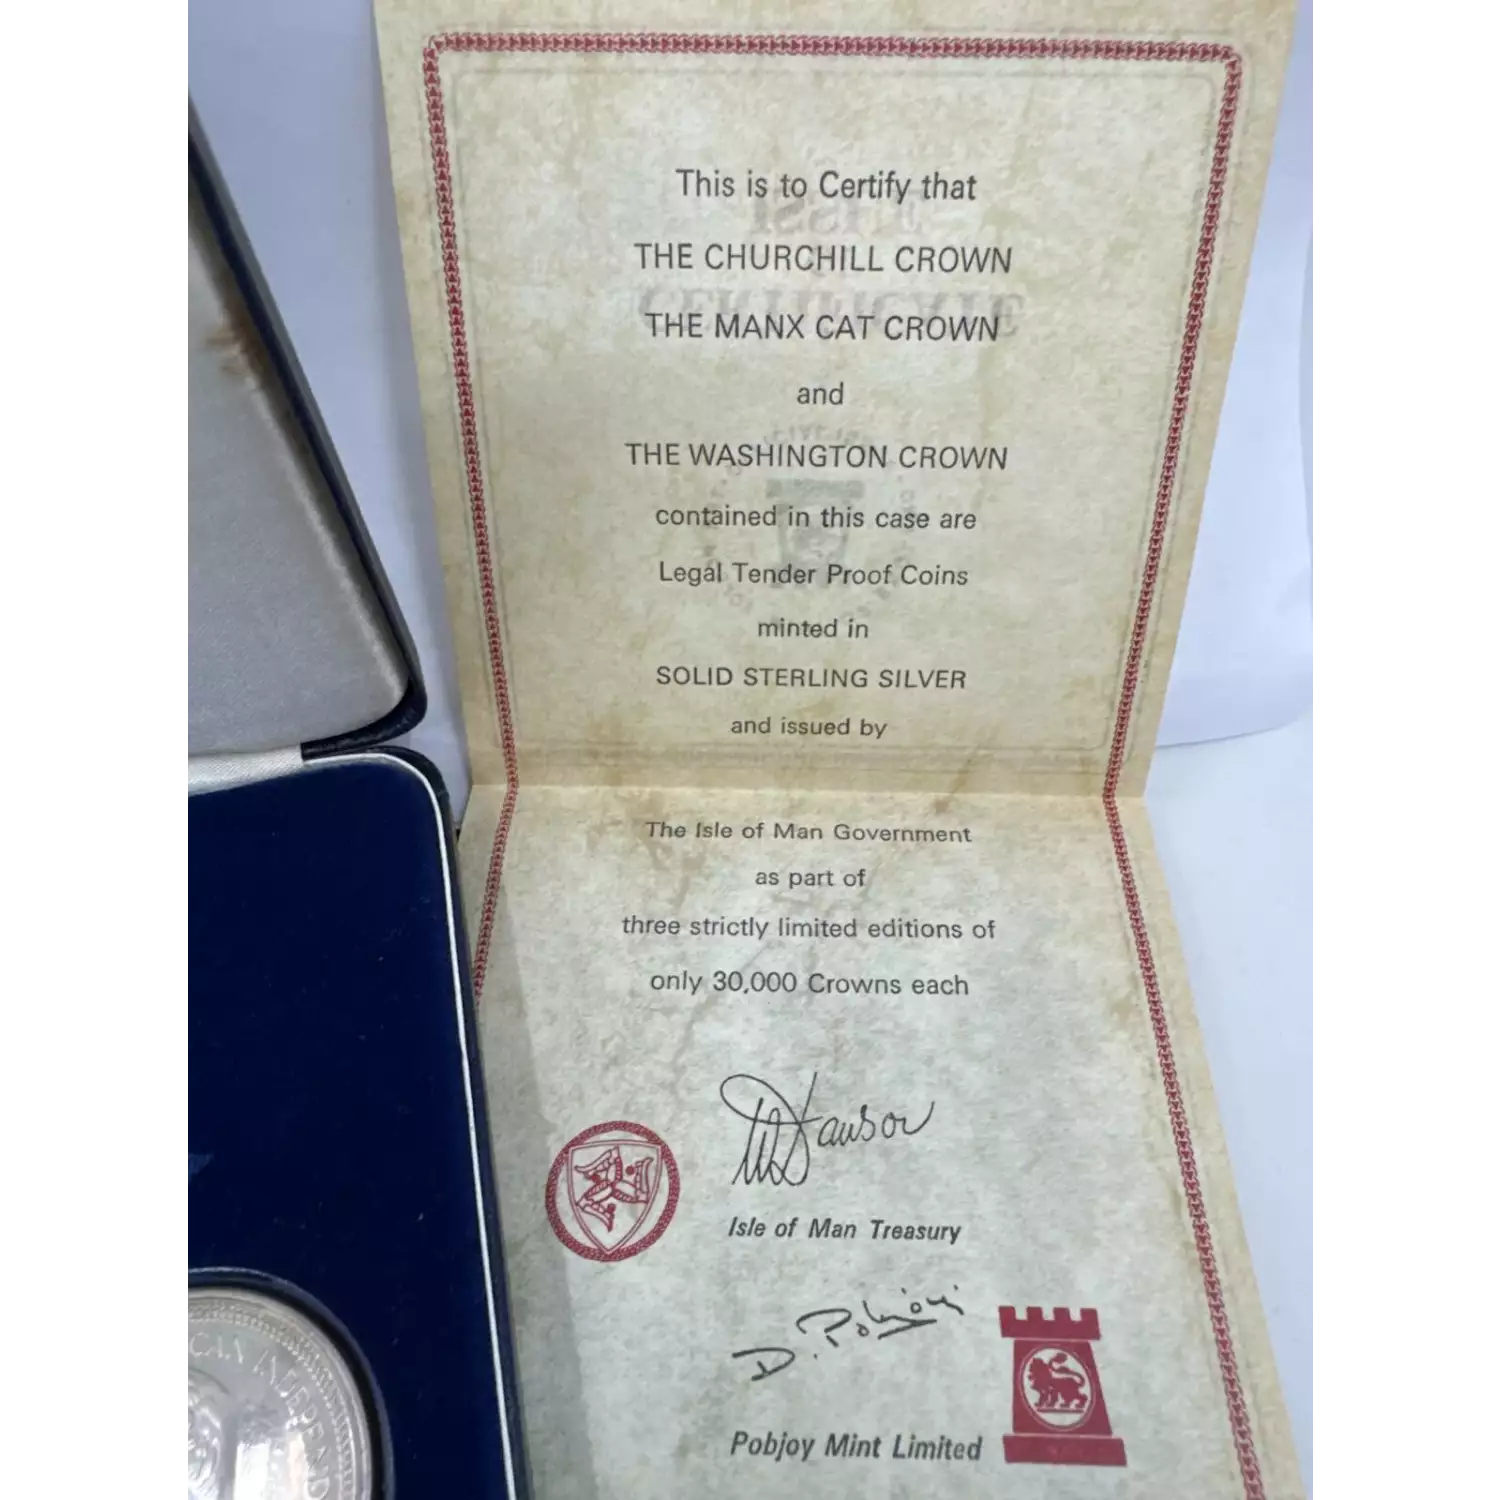 This is to Certify that
THE CHURCHILL CROWN
THE MANX CAT CROWN
and
THE WASHINGTON CROWN
contained in this case are
Legal Tender Proof Coins
minted in
SOLID STERLING SILVER
and issued by
The Isle of Man Government
as part of
three strictly limited editions of
only 30,000 Crowns each
Isle of Man Treasury
D. Pobjoy
Pobjoy Mint Limited
CAN INDEPEND